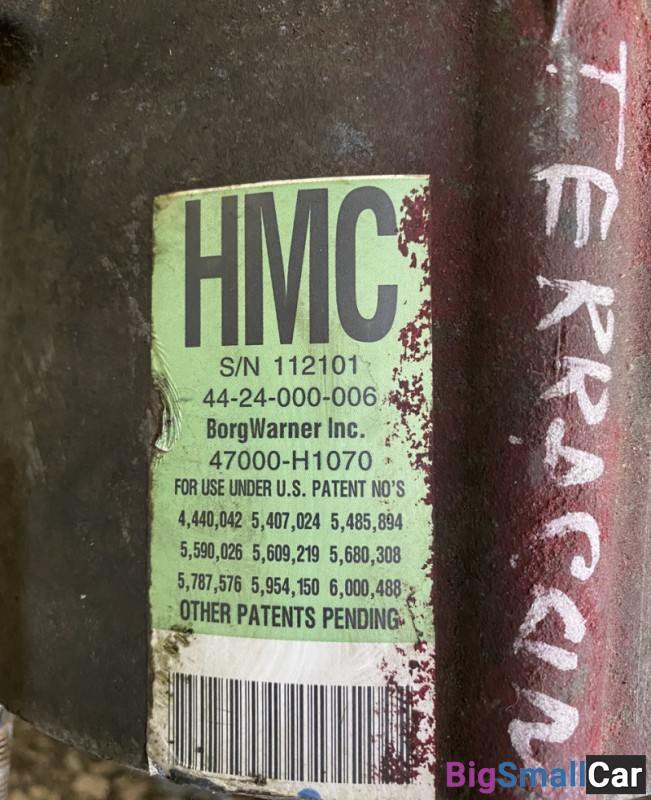 HMC
S/N 112101
44-24-000-006
BorgWarner Inc.
47000-H1070
FOR USE UNDER U.S. PATENT NO'S
4,440,042 5,407,024 5,485,894
5,590,026 5,609,219 5,680,308
5,787,576 5,954,150 6,000,488
OTHER PATENTS PENDING
BigSmallCar